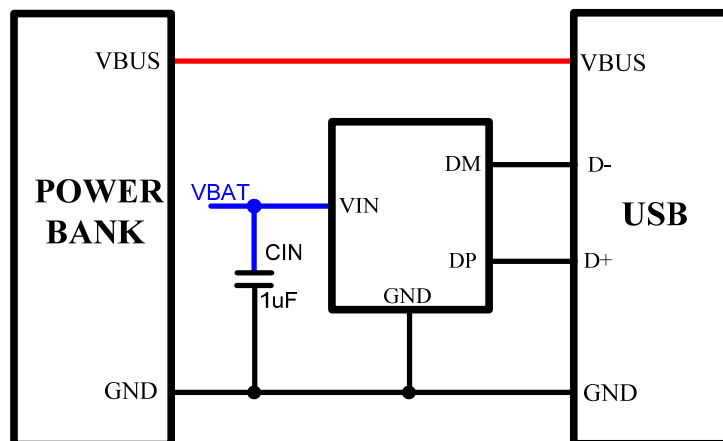 VBUS
VBUS
DM
D-
POWER
BANK
VBAT
VIN
USB
CIN
1uF
DP
D+
GND
GND
GND